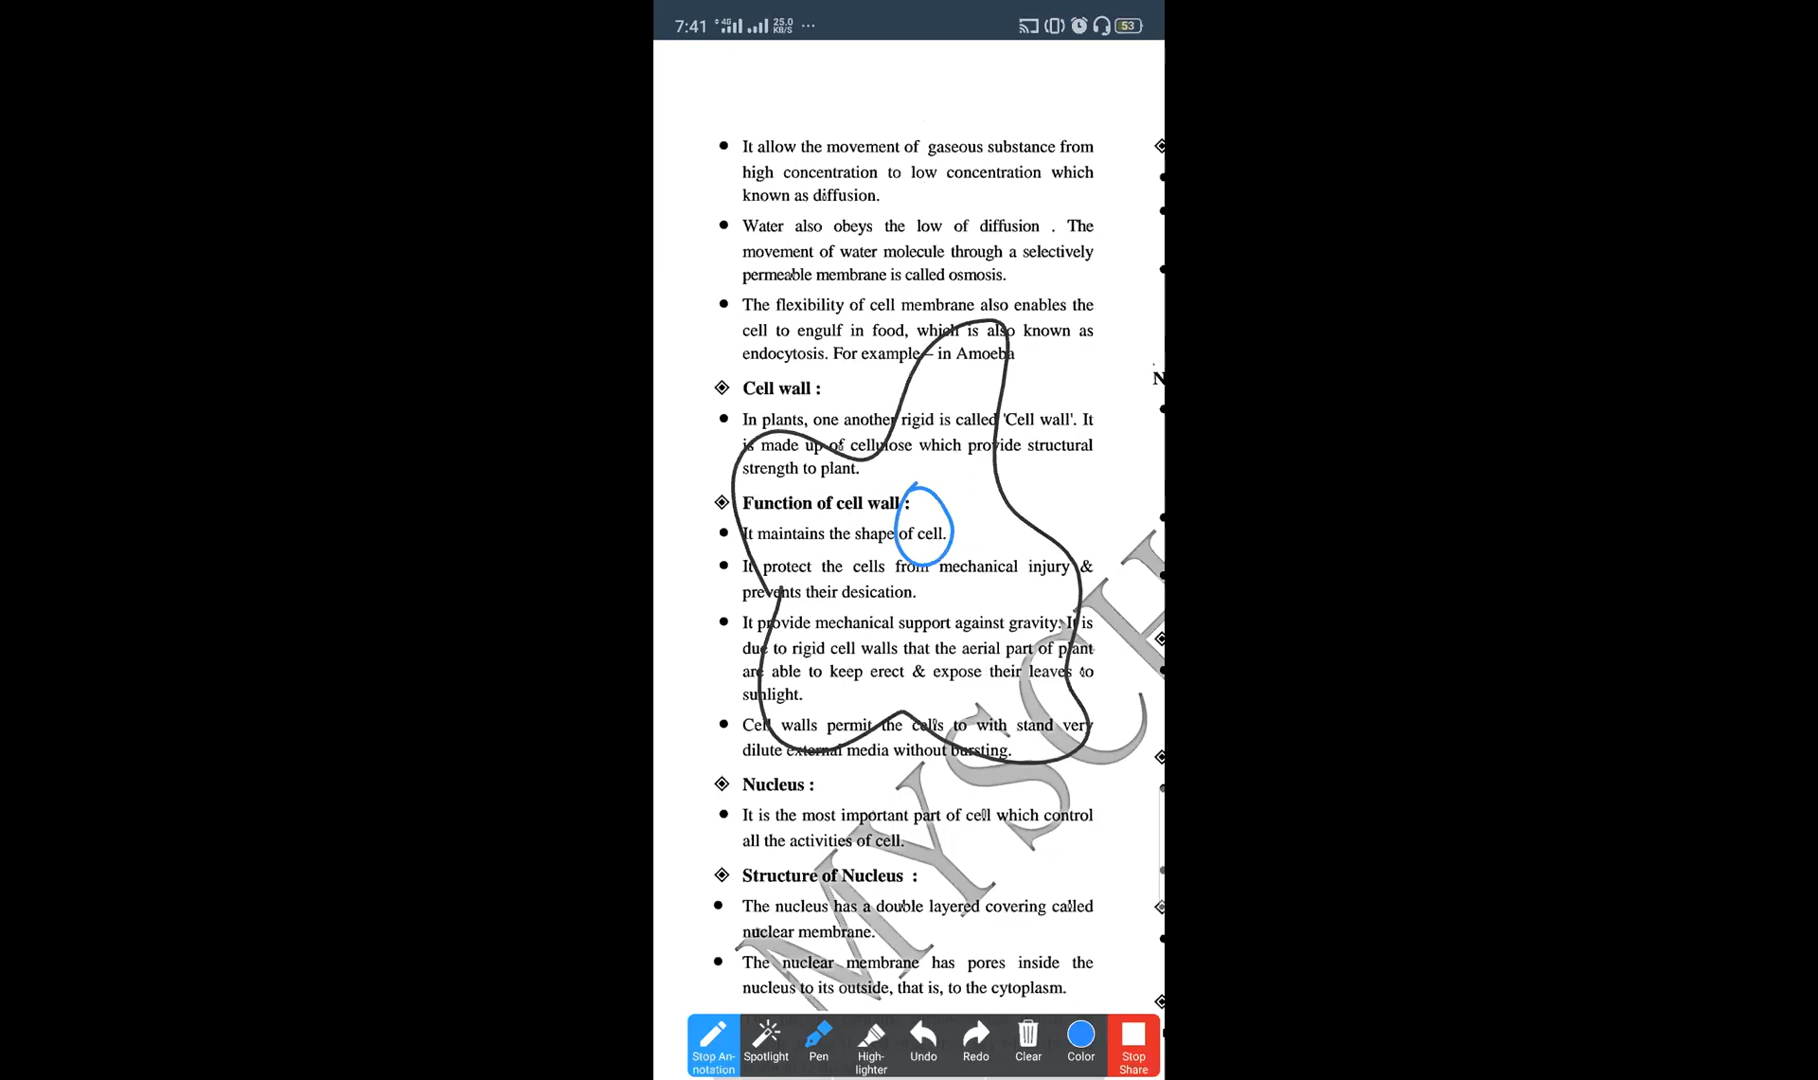 7:41 4G 25.0 KB/S ... 53
It allow the movement of gaseous substance from
high concentration to low concentration which
known as diffusion.
Water also obeys the low of diffusion . The
movement of water molecule through a selectively
permeable membrane is called osmosis.
The flexibility of cell membrane also enables the
cell to engulf in food, which is also known as
endocytosis. For example – in Amoeba
Cell wall :
In plants, one another rigid is called 'Cell wall'. It
is made up of cellulose which provide structural
strength to plant.
Function of cell wall :
It maintains the shape of cell.
It protect the cells from mechanical injury &
prevents their desication.
It provide mechanical support against gravity. It is
due to rigid cell walls that the aerial part of plant
are able to keep erect & expose their leaves to
sunlight.
Cell walls permit the cells to with stand very
dilute external media without bursting.
Nucleus :
It is the most important part of cell which control
all the activities of cell.
Structure of Nucleus :
The nucleus has a double layered covering called
nuclear membrane.
The nuclear membrane has pores inside the
nucleus to its outside, that is, to the cytoplasm.
N
MYSCH
Stop An-
notation
Spotlight
Pen
High-
lighter
Undo
Redo
Clear
Color
Stop
Share